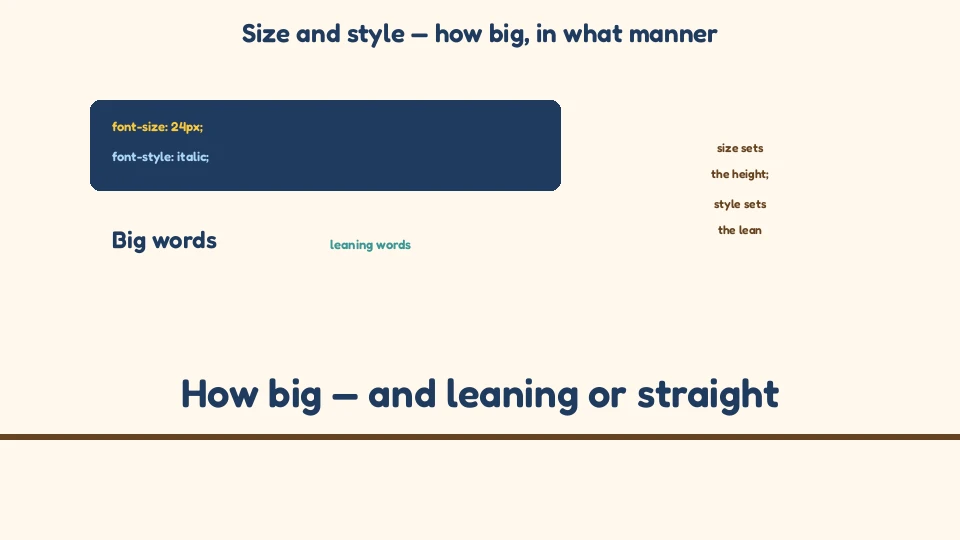 Size and style — how big, in what manner
font-size: 24px;
font-style: italic;
size sets
the height;
style sets
the lean
Big words
leaning words
How big — and leaning or straight